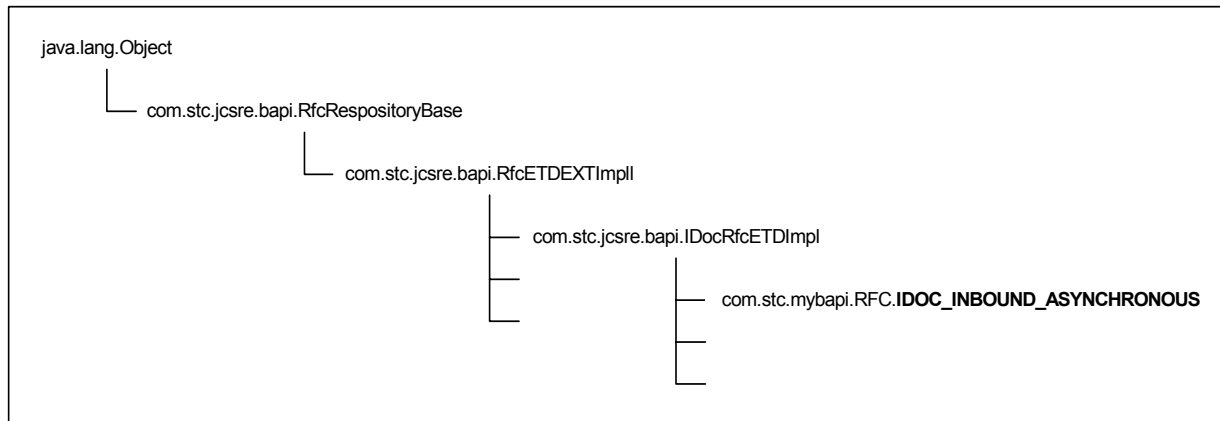 java.lang.Object
com.stc.jcsre.bapi.RfcRespositoryBase
com.stc.jcsre.bapi.RfcETDEXTImplI
com.stc.jcsre.bapi.IDocRfcETDImpl
com.stc.mybapi.RFC.IDOC_INBOUND_ASYNCHRONOUS